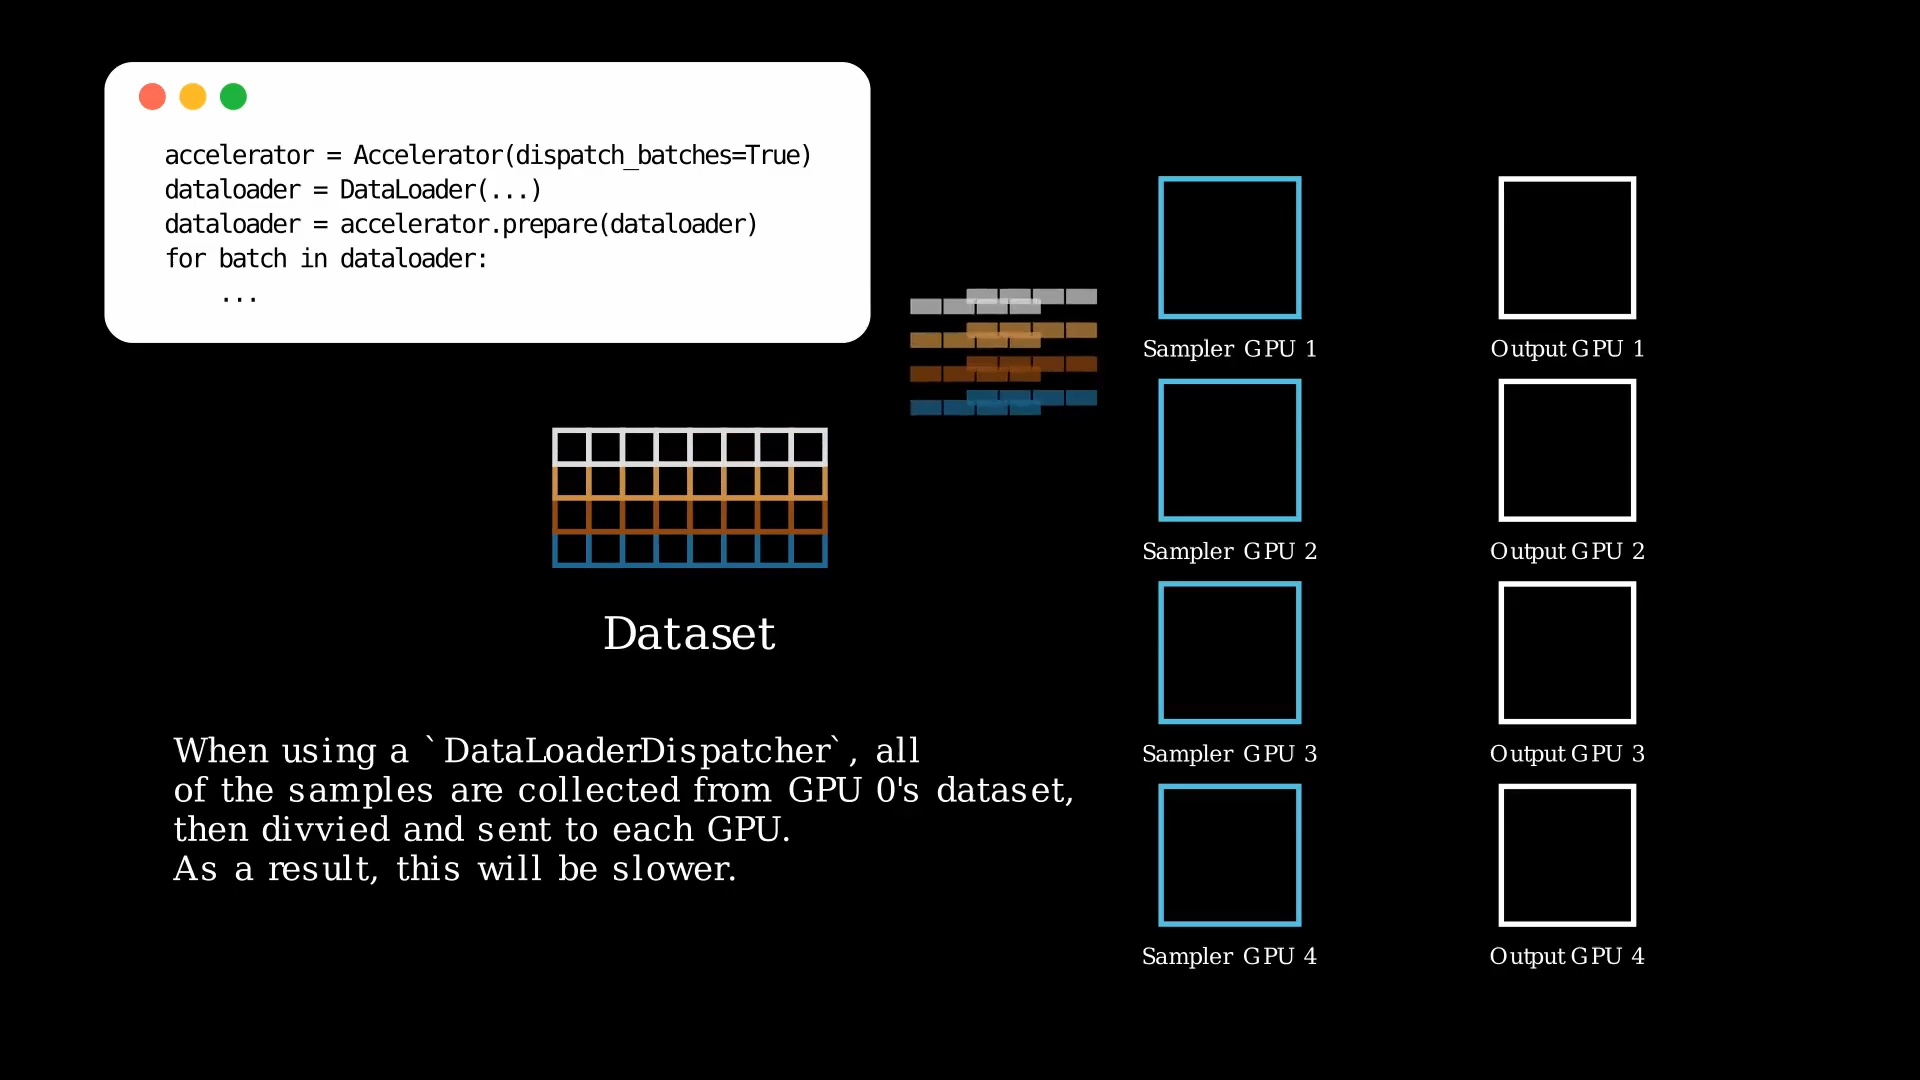 accelerator = Accelerator(dispatch_batches=True)
dataloader = DataLoader(...)
dataloader = accelerator.prepare(dataloader)
for batch in dataloader:
    ...
Dataset
When using a `DataLoaderDispatcher`, all
of the samples are collected from GPU 0's dataset,
then divvied and sent to each GPU.
As a result, this will be slower.
Sampler GPU 1
Output GPU 1
Sampler GPU 2
Output GPU 2
Sampler GPU 3
Output GPU 3
Sampler GPU 4
Output GPU 4